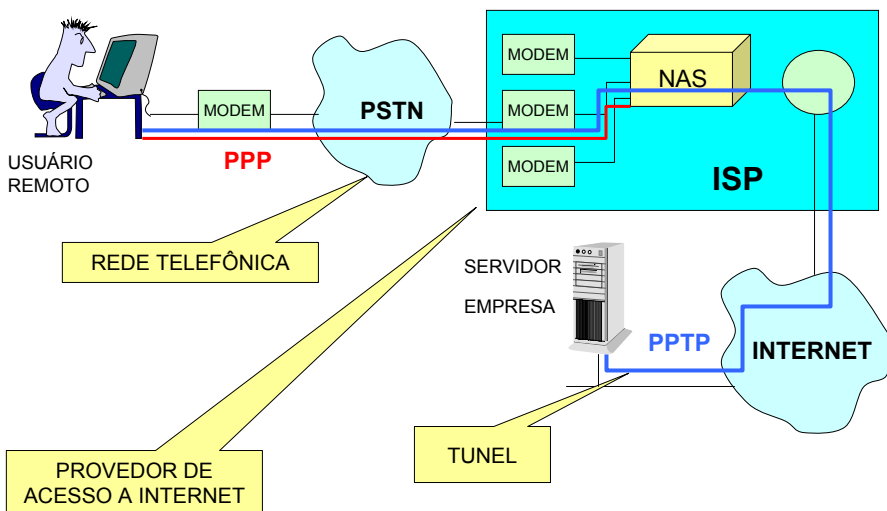 MODEM
NAS
MODEM
PSTN
MODEM
USUÁRIO
REMOTO
PPP
MODEM
ISP
REDE TELEFÔNICA
SERVIDOR
EMPRESA
PPTP
INTERNET
TUNEL
PROVEDOR DE
ACESSO A INTERNET